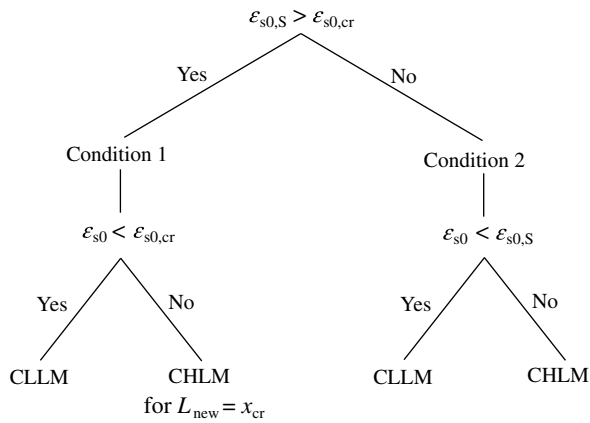 εs0,S > εs0,cr
Yes
No
Condition 1
Condition 2
εs0 < εs0,cr
εs0 < εs0,S
Yes
No
Yes
No
CLLM
CHLM
CLLM
CHLM
for Lnew = xcr